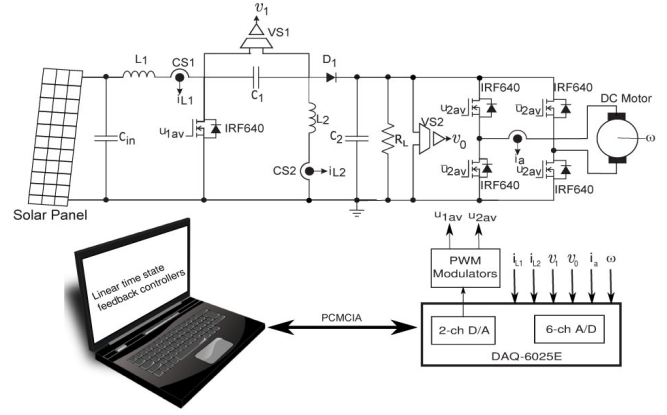 v1
VS1
L1
CS1
iL1
C1
D1
L2
Cin
u1av
IRF640
C2
RL
VS2
v0
CS2
iL2
u2av
IRF640
ū2av
IRF640
ia
ū2av
IRF640
u2av
IRF640
DC Motor
ω
Solar Panel
u1av u2av
PWM
Modulators
iL1 iL2 v1 v0 ia ω
Linear time state
feedback controllers
PCMCIA
2-ch D/A
6-ch A/D
DAQ-6025E